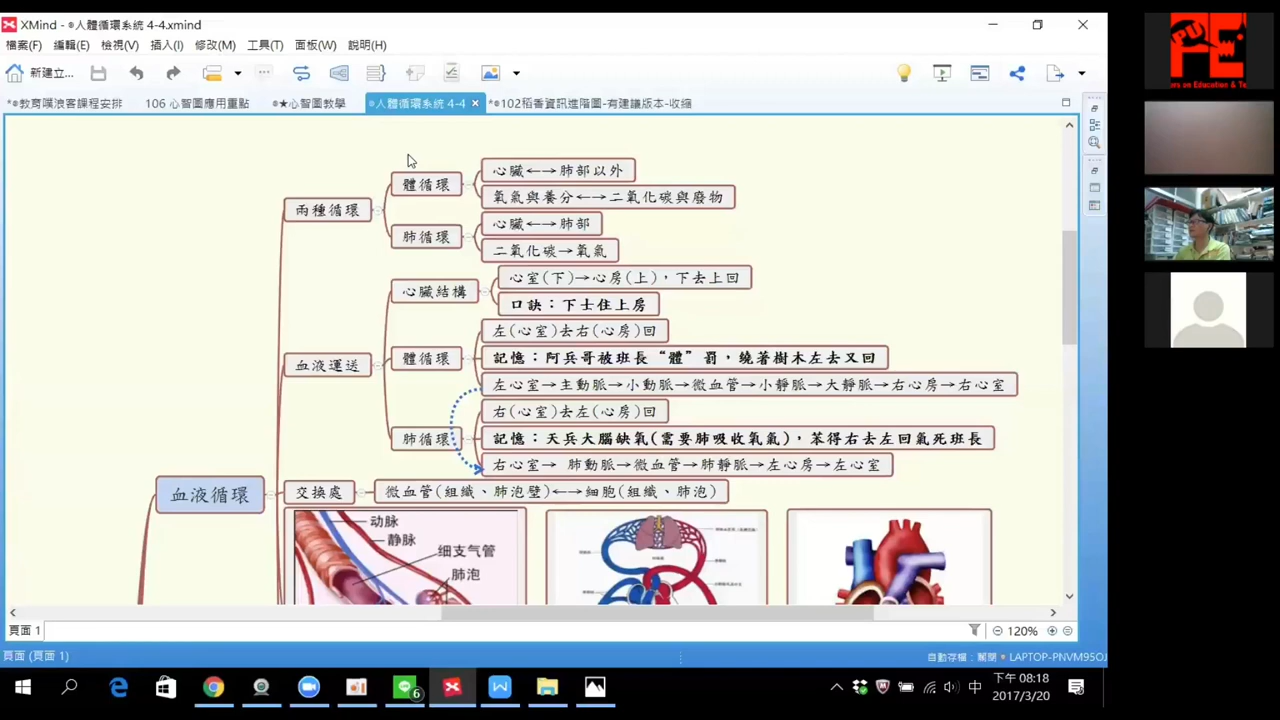 XMind - ®人體循環系統 4-4.xmind
檔案(F) 編輯(E) 檢視(V) 插入(I) 修改(M) 工具(T) 面板(W) 說明(H)
新建立...
*®教育噗浪客課程安排 106 心智圖應用重點 ®★心智圖教學 ®人體循環系統 4-4 *®102稻香資訊進階圖-有建議版本-收縮
兩種循環
體循環
心臟←→肺部以外
氧氣與養分←→二氧化碳與廢物
肺循環
心臟←→肺部
二氧化碳→氧氣
血液運送
心臟結構
心室(下)→心房(上)，下去上回
口訣：下士住上房
體循環
左(心室)去右(心房)回
記憶：阿兵哥被班長“體”罰，繞著樹木左去又回
左心室→主動脈→小動脈→微血管→小靜脈→大靜脈→右心房→右心室
肺循環
右(心室)去左(心房)回
記憶：天兵大腦缺氧(需要肺吸收氧氣)，苯得右去左回氣死班長
右心室→ 肺動脈→微血管→肺靜脈→左心房→左心室
血液循環
交換處
微血管(組織、肺泡壁)←→細胞(組織、肺泡)
动脉
静脉
细支气管
肺泡
頁面 1
120%
頁面 (頁面 1)
自動存檔：關閉 LAPTOP-PNVM95OJ
6
中
下午 08:18
2017/3/20
PU
ers on Education & Te